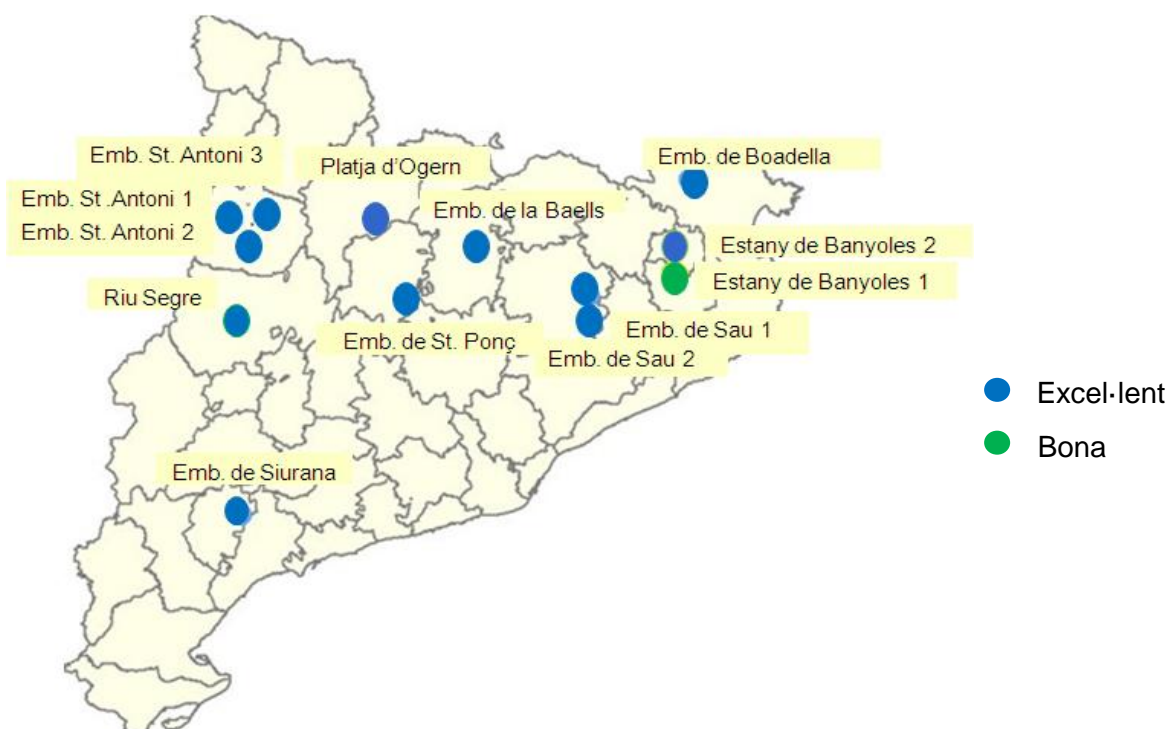 Emb. St. Antoni 3
Platja d'Ogern
Emb. de Boadella
Emb. St .Antoni 1
Emb. de la Baells
Emb. St. Antoni 2
Estany de Banyoles 2
Estany de Banyoles 1
Riu Segre
Emb. de St. Ponç
Emb. de Sau 1
Emb. de Sau 2
Excel·lent
Bona
Emb. de Siurana